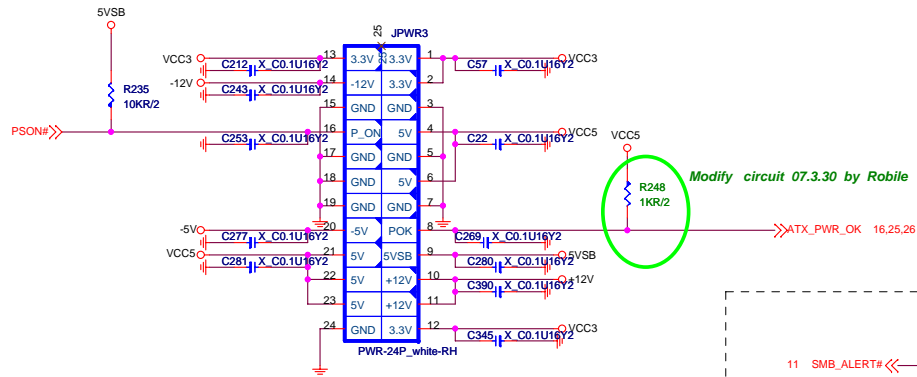 5VSB
25
JPWR3
25
VCC3
13
3.3V
3.3V
1
VCC3
C212
X_C0.1U16Y2
C57
X_C0.1U16Y2
-12V
14
-12V
3.3V
2
C243
X_C0.1U16Y2
R235
10KR/2
15
GND
GND
3
PSON#
16
P_ON
5V
4
VCC5
C253
X_C0.1U16Y2
C22
X_C0.1U16Y2
VCC5
17
GND
GND
5
18
GND
5V
6
Modify circuit 07.3.30 by Robile
R248
1KR/2
19
GND
GND
7
-5V
20
-5V
POK
8
ATX_PWR_OK 16,25,26
C277
X_C0.1U16Y2
C269
X_C0.1U16Y2
VCC5
21
5V
5VSB
9
5VSB
C281
X_C0.1U16Y2
C280
X_C0.1U16Y2
22
5V
+12V
10
+12V
C390
X_C0.1U16Y2
23
5V
+12V
11
24
GND
3.3V
12
VCC3
C345
X_C0.1U16Y2
PWR-24P_white-RH
11 SMB_ALERT#